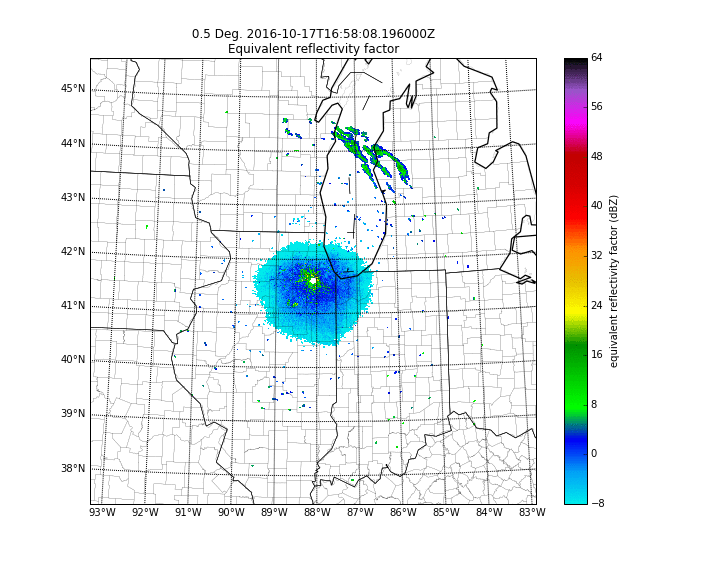 0.5 Deg. 2016-10-17T16:58:08.196000Z
Equivalent reflectivity factor
45°N
44°N
43°N
42°N
41°N
40°N
39°N
38°N
93°W 92°W 91°W 90°W 89°W 88°W 87°W 86°W 85°W 84°W 83°W
64
56
48
40
32
24
16
8
0
−8
equivalent reflectivity factor (dBZ)